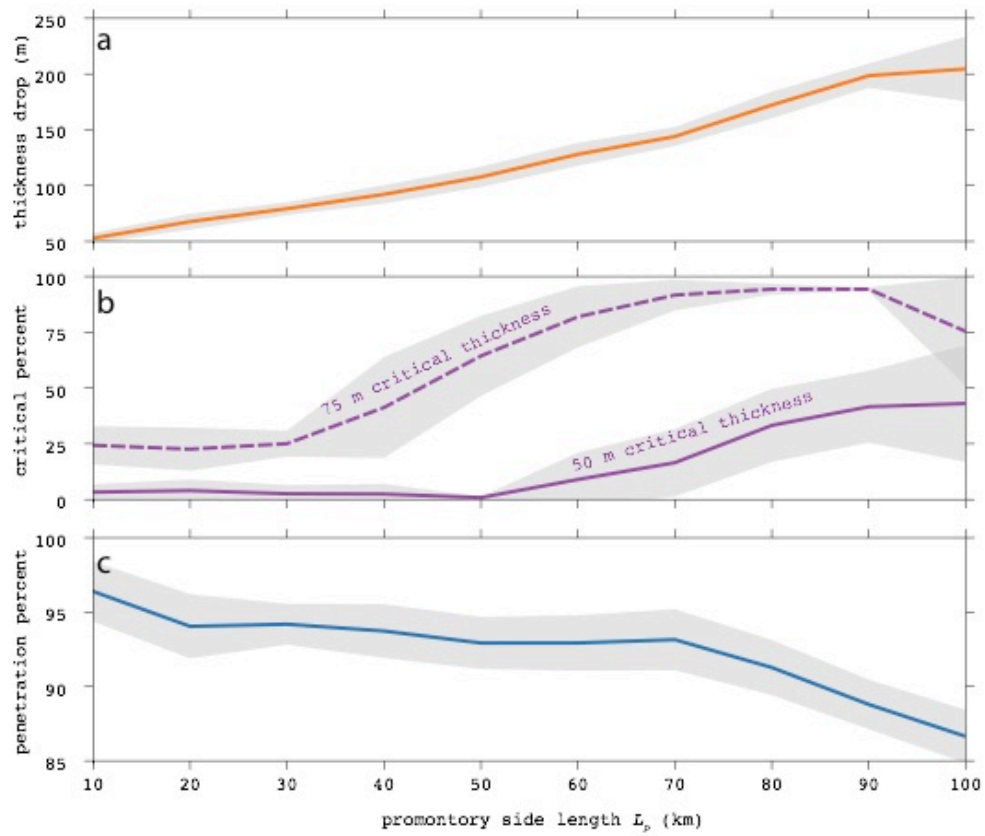 a
thickness drop (m)
250
200
150
100
50
b
critical percent
100
75
50
25
0
75 m critical thickness
50 m critical thickness
c
penetration percent
100
95
90
85
10 20 30 40 50 60 70 80 90 100
promontory side length Lp (km)